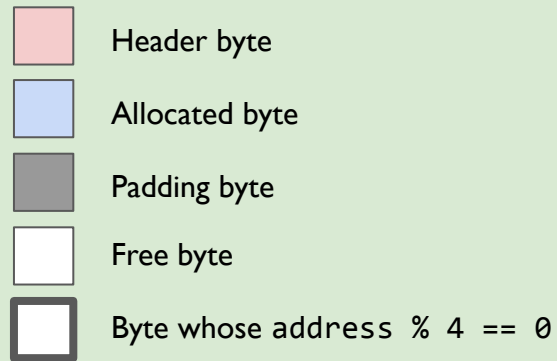 Header byte
Allocated byte
Padding byte
Free byte
Byte whose address % 4 == 0